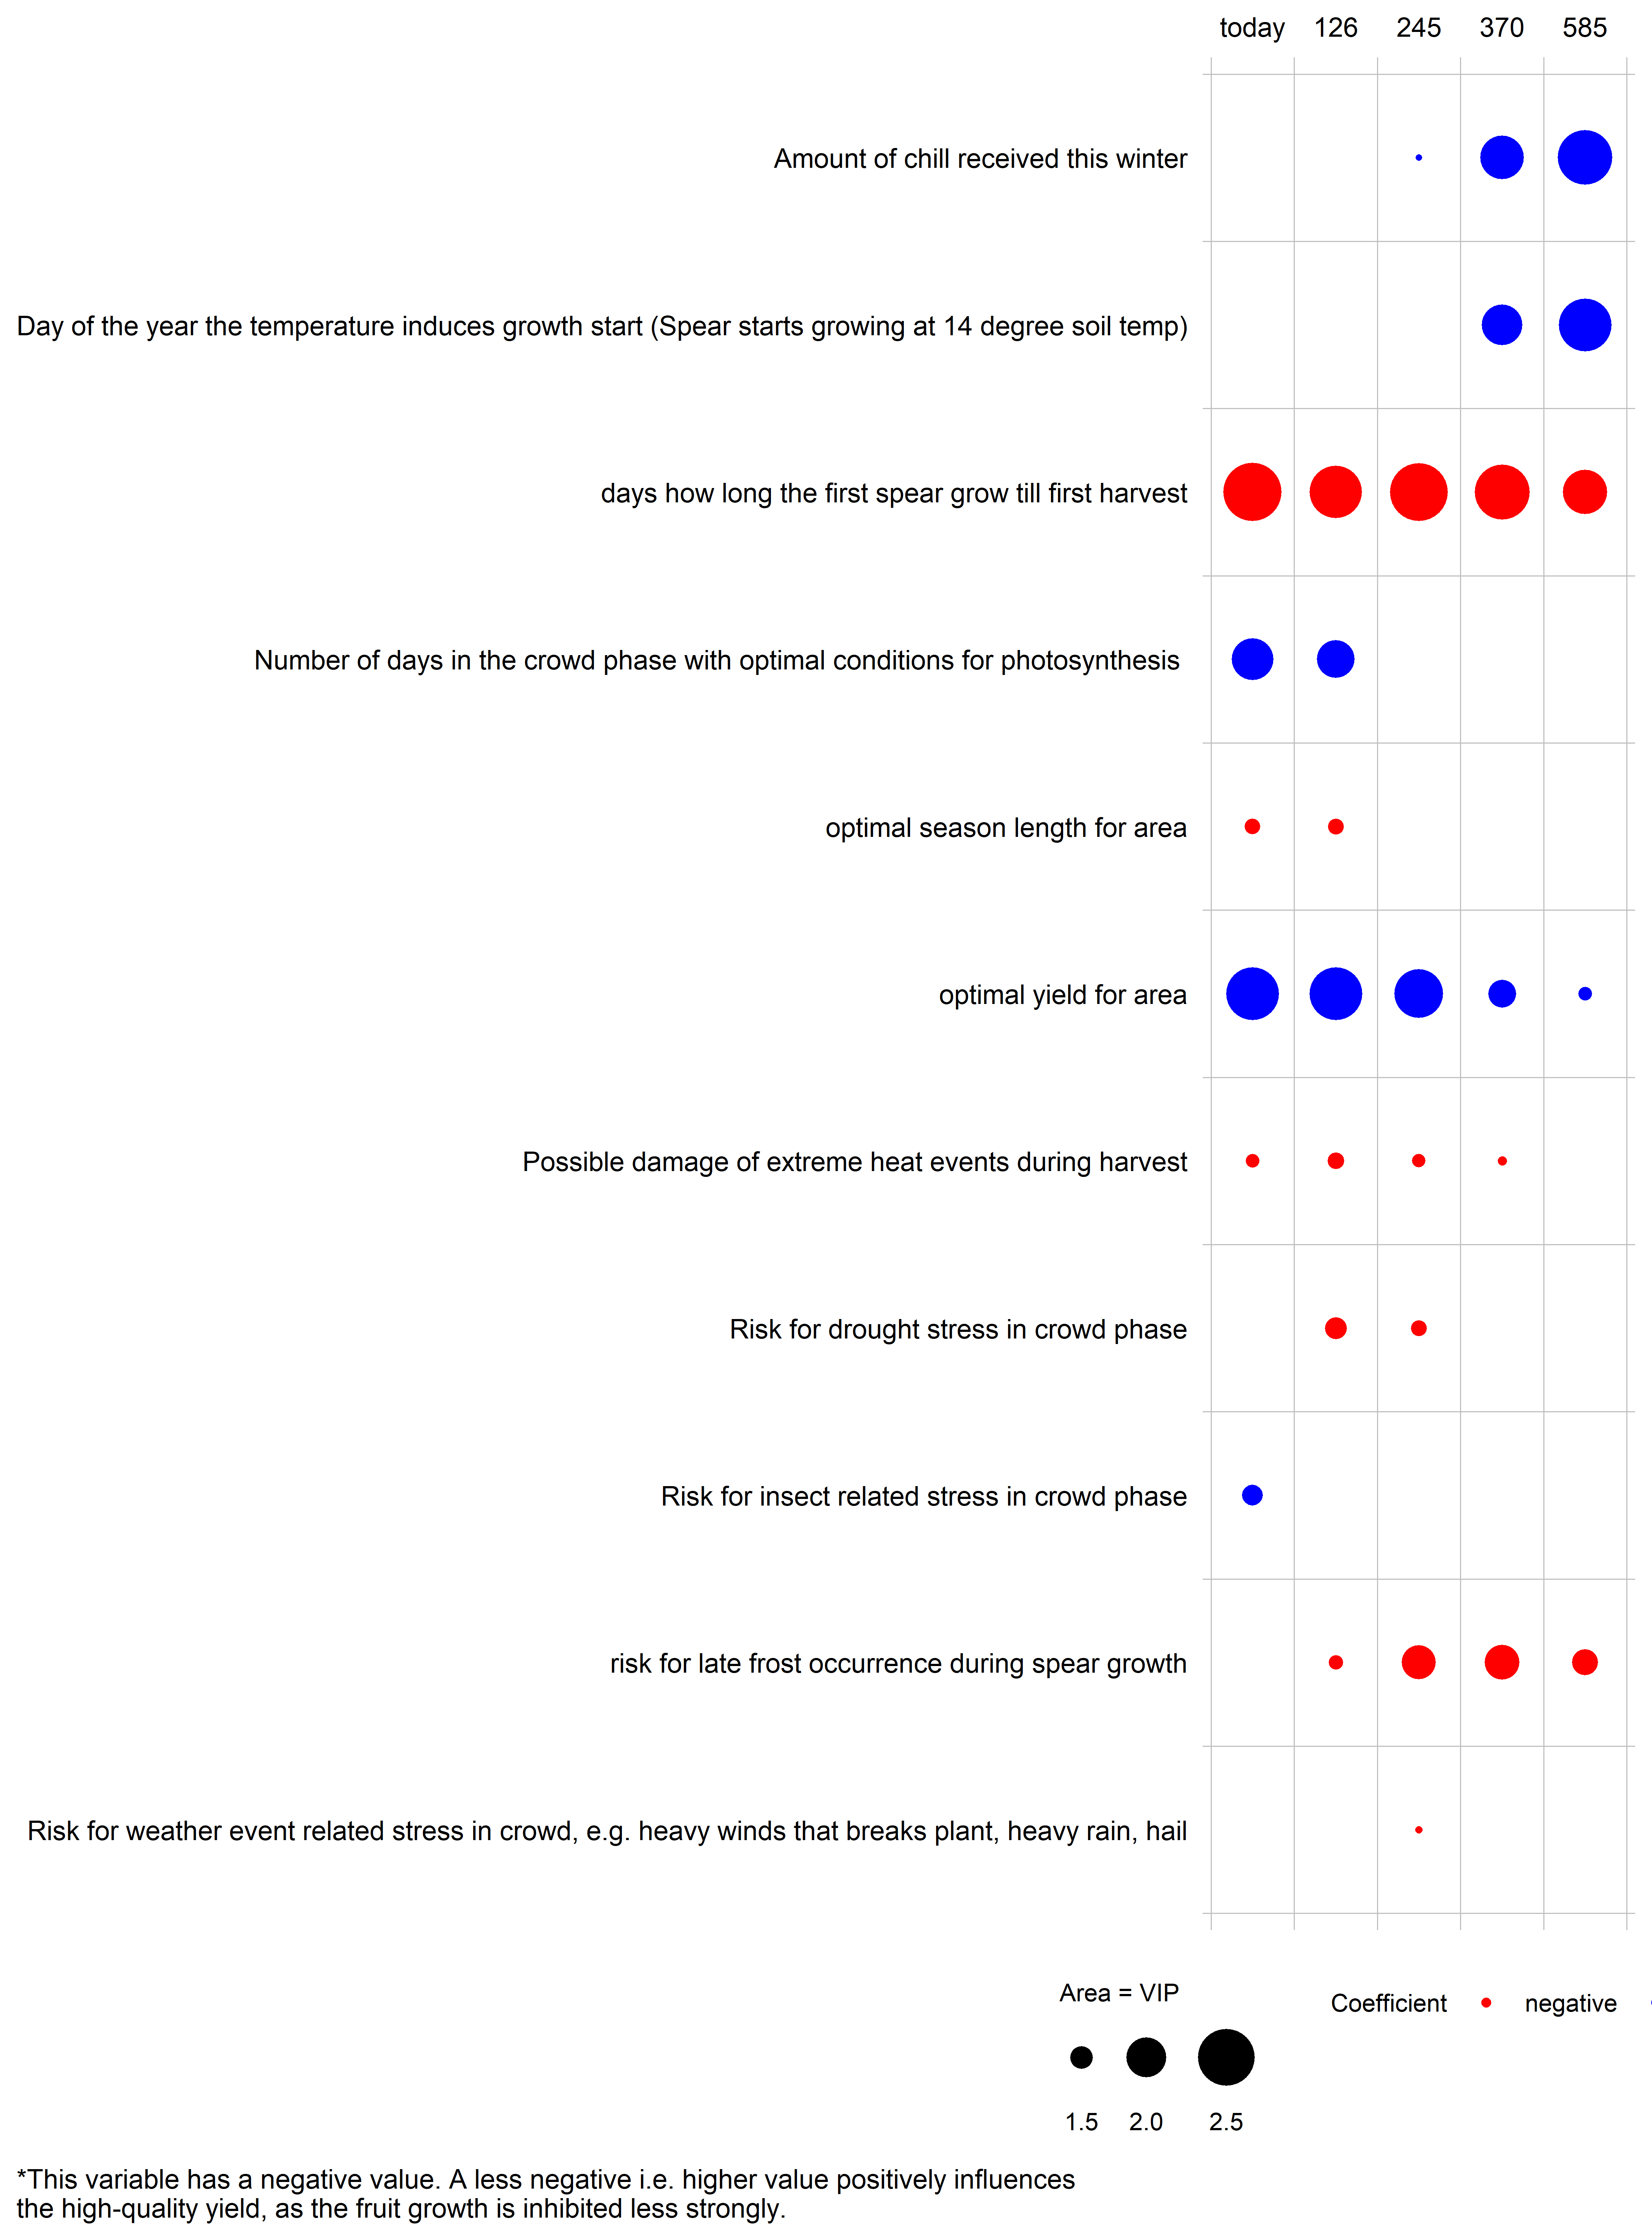 today 126 245 370 585
Amount of chill received this winter
Day of the year the temperature induces growth start (Spear starts growing at 14 degree soil temp)
days how long the first spear grow till first harvest
Number of days in the crowd phase with optimal conditions for photosynthesis
optimal season length for area
optimal yield for area
Possible damage of extreme heat events during harvest
Risk for drought stress in crowd phase
Risk for insect related stress in crowd phase
risk for late frost occurrence during spear growth
Risk for weather event related stress in crowd, e.g. heavy winds that breaks plant, heavy rain, hail
Area = VIP
Coefficient negative
1.5 2.0 2.5
*This variable has a negative value. A less negative i.e. higher value positively influences
the high-quality yield, as the fruit growth is inhibited less strongly.